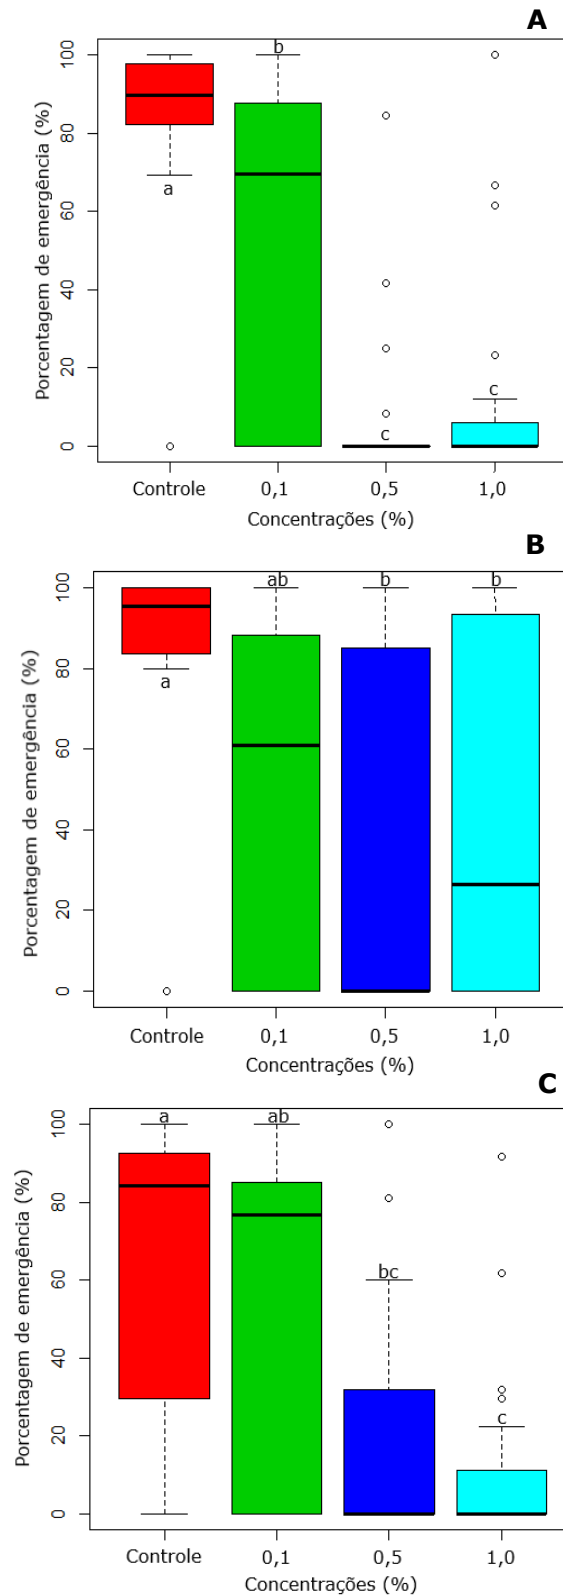 A
Porcentagem de emergência (%)
100
80
60
40
20
0
a
b
c
c
Controle 0,1 0,5 1,0
Concentrações (%)
B
Porcentagem de emergência (%)
100
80
60
40
20
0
a
ab
b
b
Controle 0,1 0,5 1,0
Concentrações (%)
C
Porcentagem de emergência (%)
100
80
60
40
20
0
a
ab
bc
c
Controle 0,1 0,5 1,0
Concentrações (%)